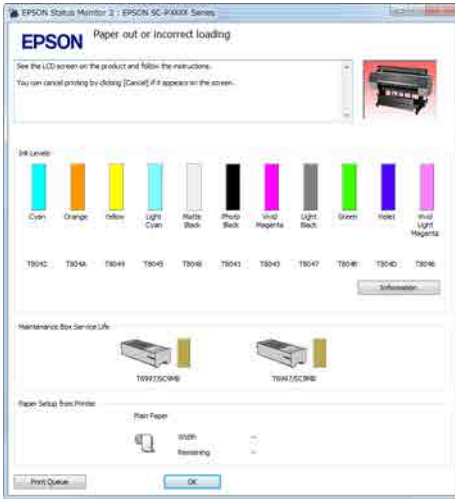 EPSON Status Monitor 3 : EPSON SC-PXXXX Series
EPSON
Paper out or incorrect loading
See the LCD screen on the product and follow the instructions.
You can cancel printing by clicking [Cancel] if it appears on the screen.
Ink Levels
Cyan Orange Yellow Light Cyan Matte Black Photo Black Vivid Magenta Light Black Green Violet Vivid Light Magenta
T8042 T804A T8044 T8045 T8048 T8041 T8043 T8047 T804B T804D T8046
Information
Maintenance Box Service Life
T6997/SC9MB T6997/SC9MB
Paper Setup from Printer
Plain Paper
Width --
Remaining --
Print Queue OK